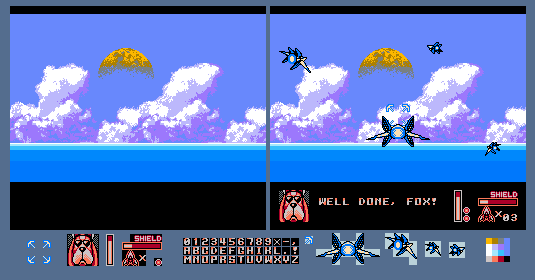 WELL DONE, FOX!
SHIELD
×03
SHIELD
×
0123456789×-,
ABCDEFGHIJKL.!
MNOPQRSTUVWXYZ